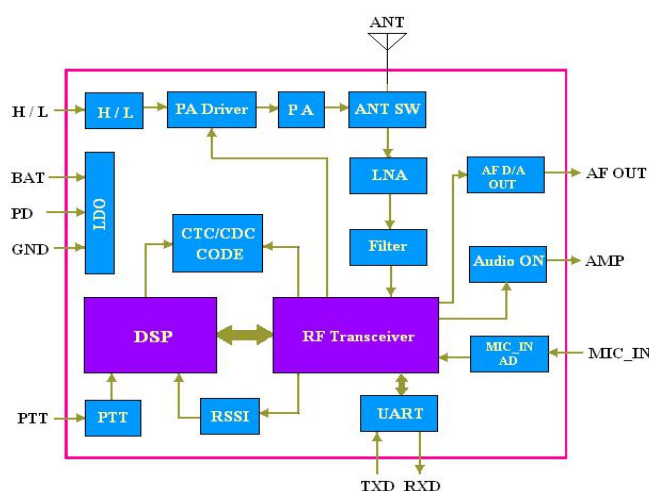 ANT
H / L
H / L
PA Driver
P A
ANT SW
BAT
PD
GND
LDO
LNA
AF D/A
OUT
AF OUT
CTC/CDC
CODE
Filter
Audio ON
AMP
DSP
RF Transceiver
MIC_IN
AD
MIC_IN
PTT
PTT
RSSI
UART
TXD
RXD